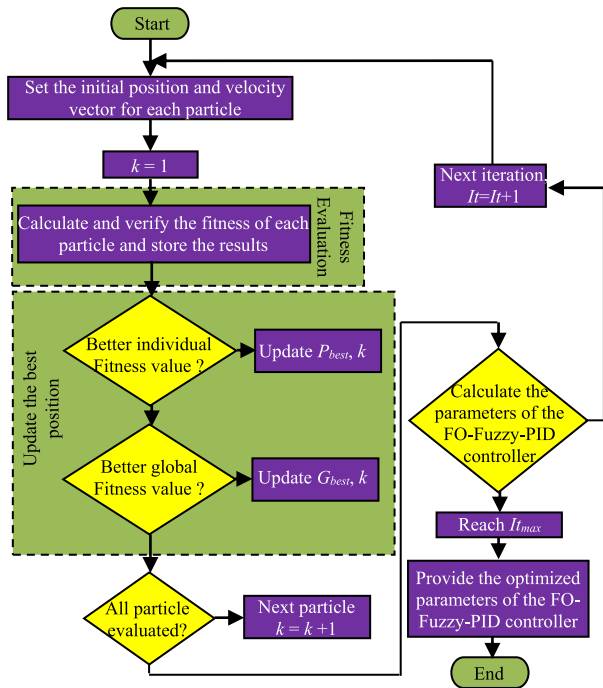 Start
Set the initial position and velocity
vector for each particle
k = 1
Calculate and verify the fitness of each
particle and store the results
Fitness
Evaluation
Better individual
Fitness value ?
Update Pbest, k
Update the best
position
Better global
Fitness value ?
Update Gbest, k
All particle
evaluated?
Next particle
k = k +1
Next iteration,
It=It+1
Calculate the
parameters of the
FO-Fuzzy-PID
controller
Reach Itmax
Provide the optimized
parameters of the FO-
Fuzzy-PID controller
End